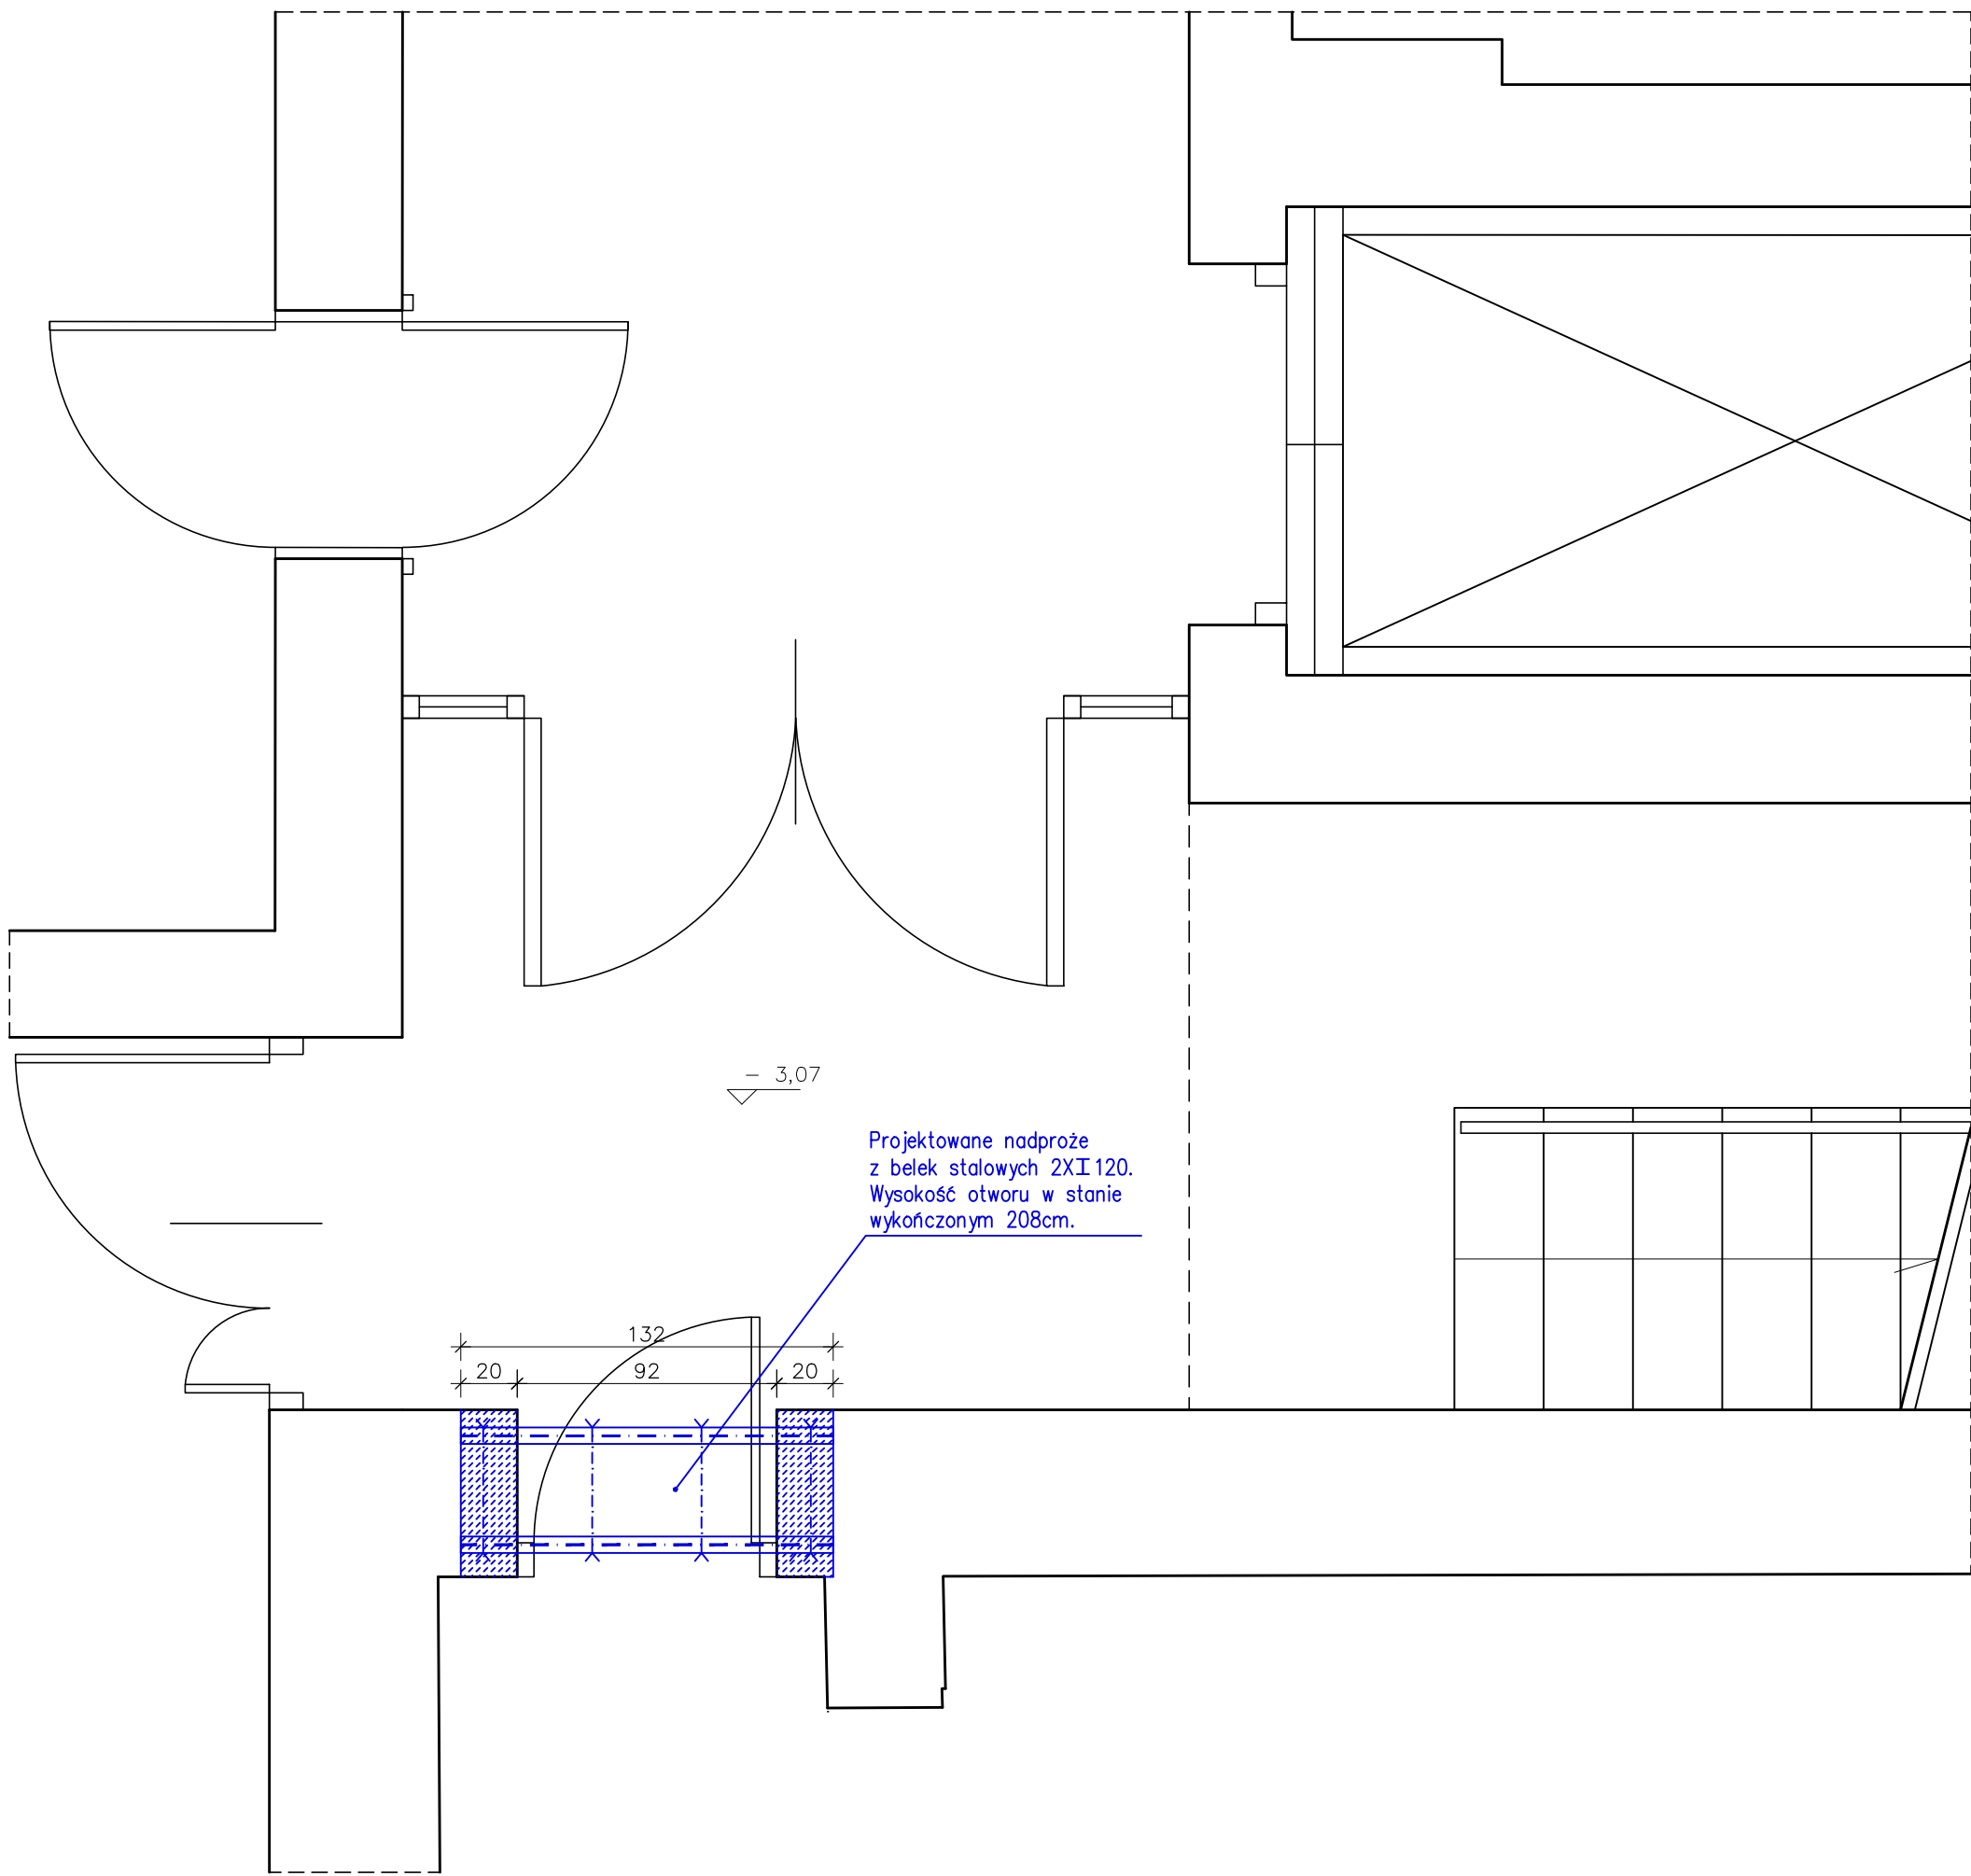 - 3,07
Projektowane nadproże
z belek stalowych 2XI120.
Wysokość otworu w stanie
wykończonym 208cm.
132
20 92 20